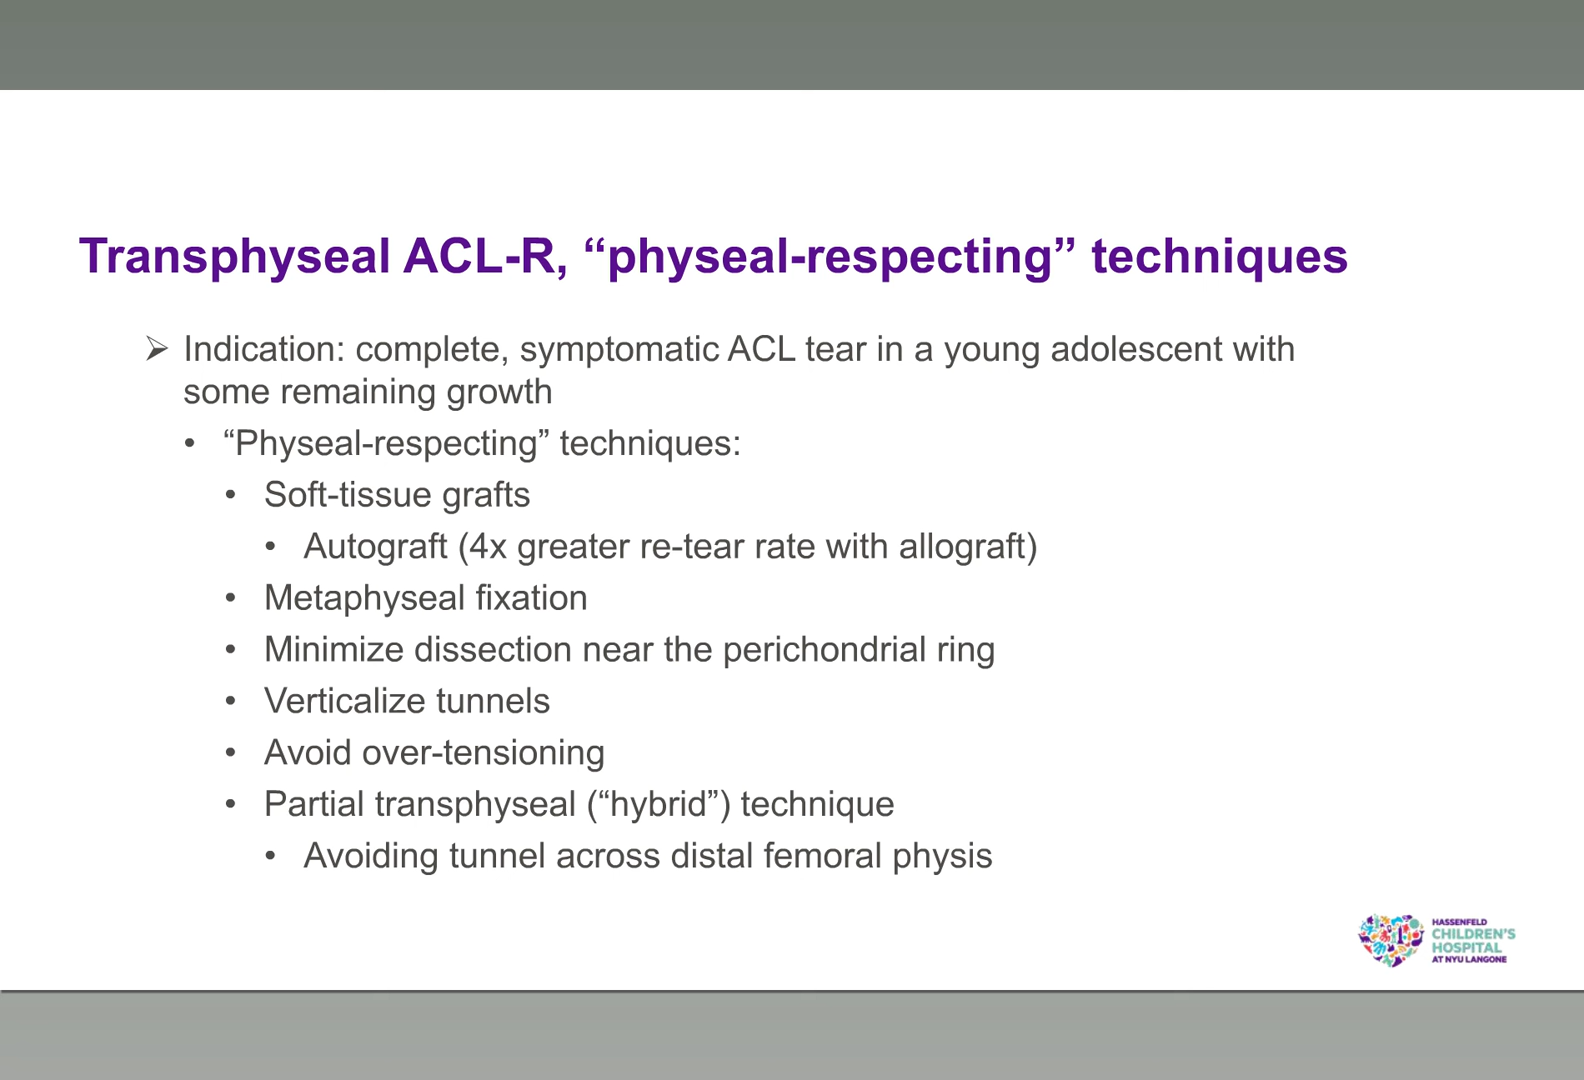 Transphyseal ACL-R, “physeal-respecting” techniques
➢ Indication: complete, symptomatic ACL tear in a young adolescent with
some remaining growth
• “Physeal-respecting” techniques:
• Soft-tissue grafts
• Autograft (4x greater re-tear rate with allograft)
• Metaphyseal fixation
• Minimize dissection near the perichondrial ring
• Verticalize tunnels
• Avoid over-tensioning
• Partial transphyseal (“hybrid”) technique
• Avoiding tunnel across distal femoral physis
HASSENFELD
CHILDREN'S
HOSPITAL
AT NYU LANGONE